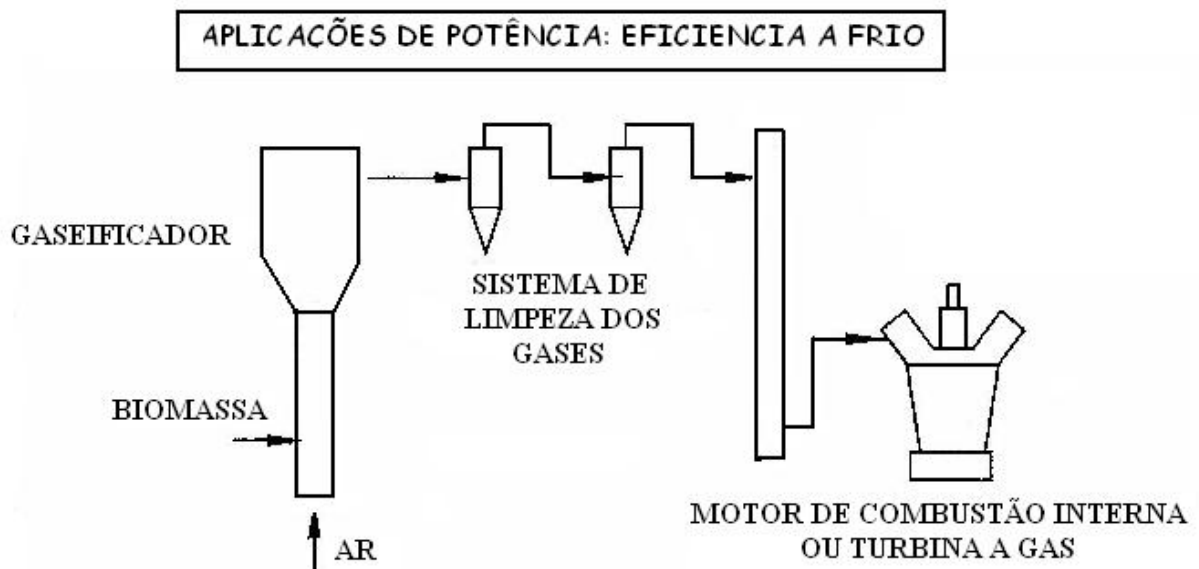 APLICAÇÕES DE POTÊNCIA: EFICIENCIA A FRIO
GASEIFICADOR
SISTEMA DE
LIMPEZA DOS
GASES
BIOMASSA
AR
MOTOR DE COMBUSTÃO INTERNA
OU TURBINA A GAS